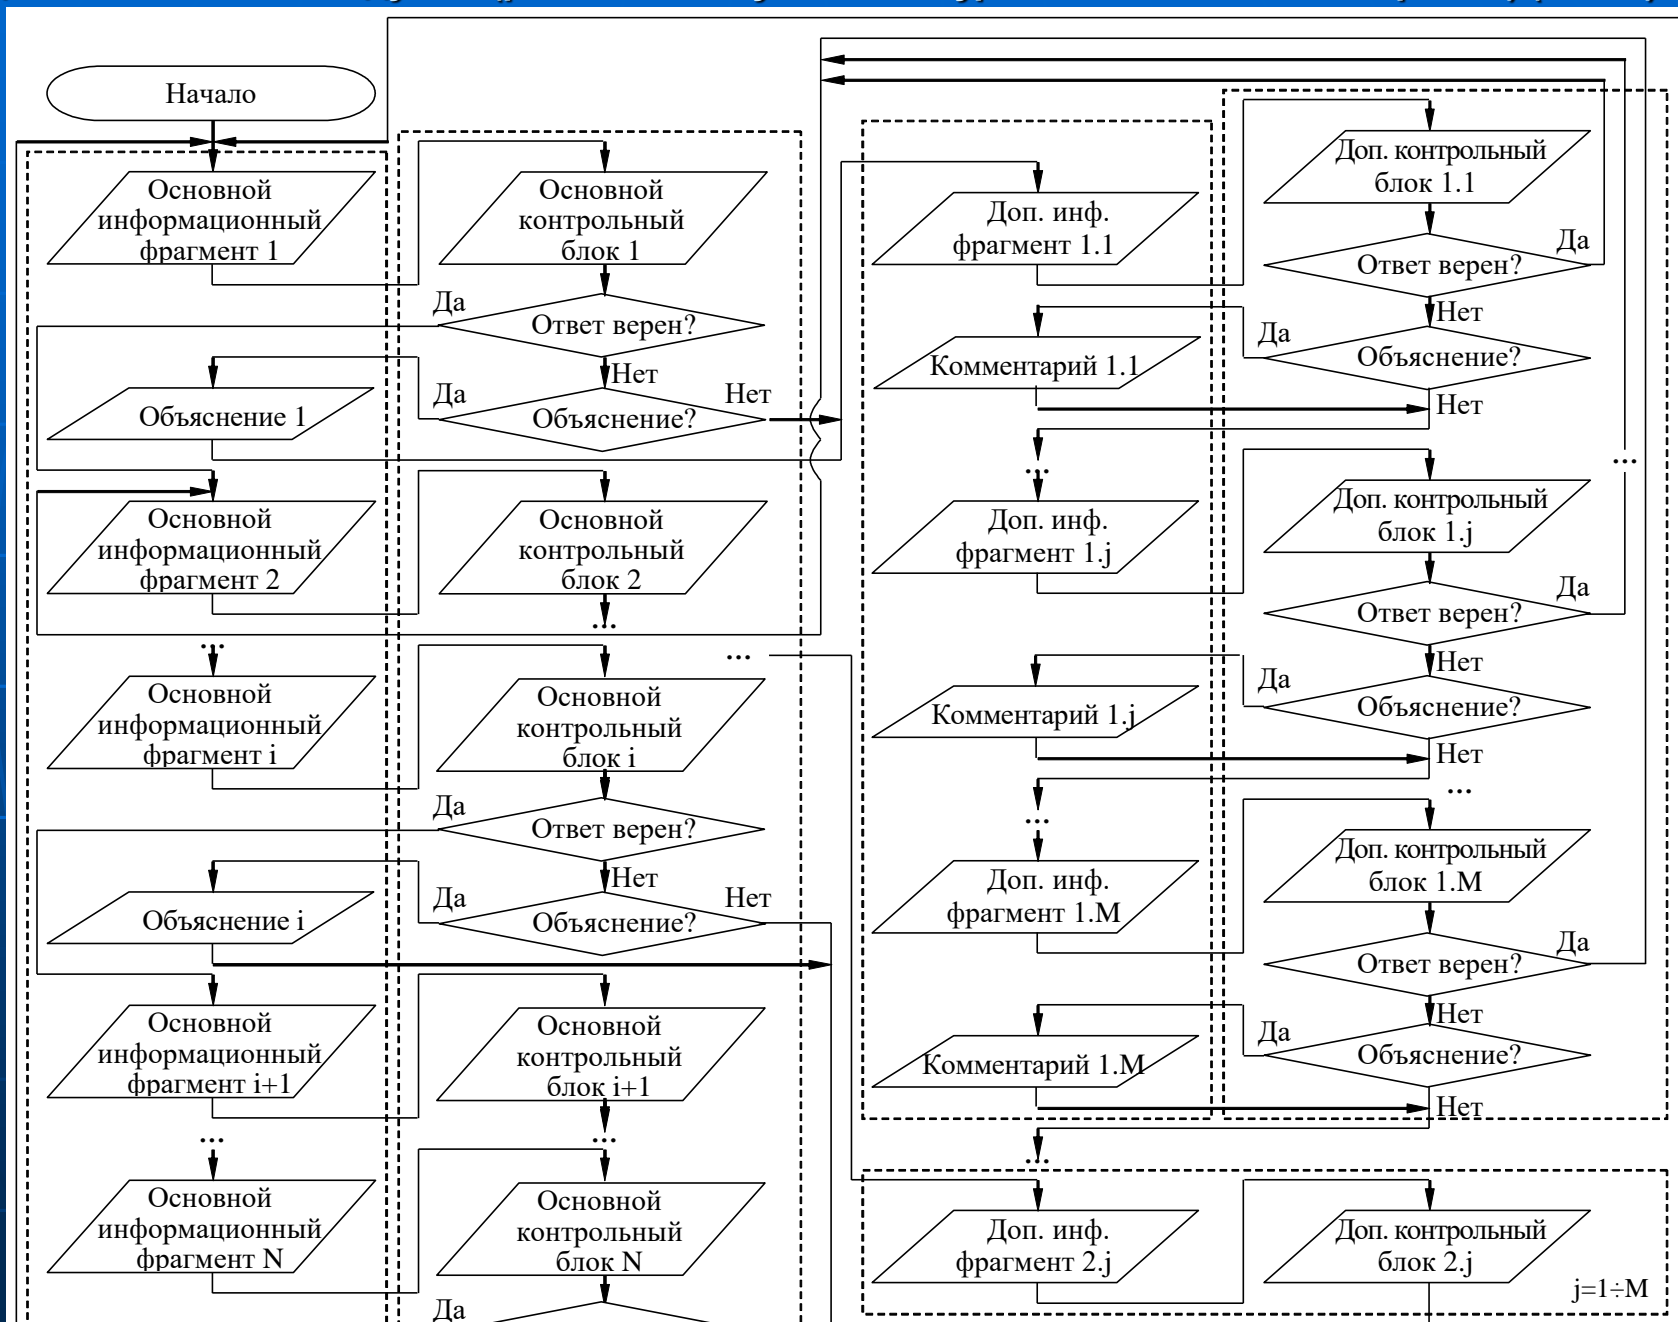 Начало
Основной
информационный
фрагмент 1
Основной
контрольный
блок 1
Да
Ответ верен?
Нет
Да
Объяснение?
Нет
Объяснение 1
Основной
информационный
фрагмент 2
Основной
контрольный
блок 2
...
...
...
Основной
информационный
фрагмент i
Основной
контрольный
блок i
Да
Ответ верен?
Нет
Да
Объяснение?
Нет
Объяснение i
Основной
информационный
фрагмент i+1
Основной
контрольный
блок i+1
...
...
Основной
информационный
фрагмент N
Основной
контрольный
блок N
Да
Доп. инф.
фрагмент 1.1
Доп. контрольный
блок 1.1
Да
Ответ верен?
Нет
Да
Объяснение?
Нет
Комментарий 1.1
...
...
Доп. инф.
фрагмент 1.j
Доп. контрольный
блок 1.j
Да
Ответ верен?
Нет
Да
Объяснение?
Нет
Комментарий 1.j
...
...
Доп. инф.
фрагмент 1.M
Доп. контрольный
блок 1.M
Да
Ответ верен?
Нет
Да
Объяснение?
Нет
Комментарий 1.M
...
Доп. инф.
фрагмент 2.j
Доп. контрольный
блок 2.j
j=1÷M